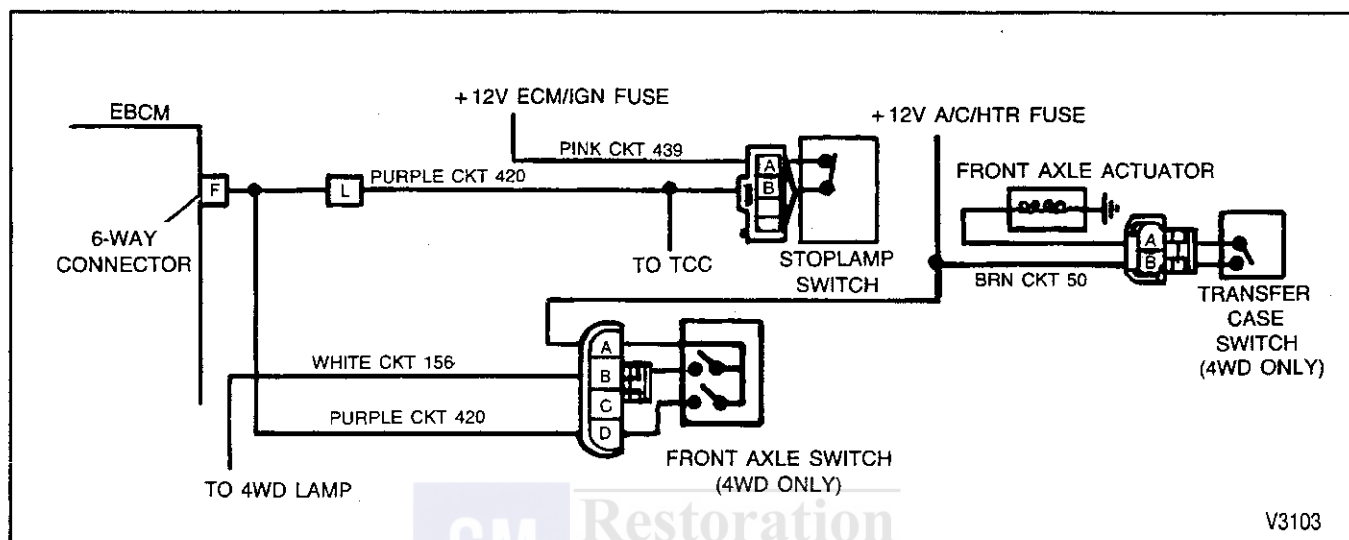 +12V ECM/IGN FUSE
EBCM
+12V A/C/HTR FUSE
PINK CKT 439
PURPLE CKT 420
FRONT AXLE ACTUATOR
F
L
A
B
6-WAY
CONNECTOR
TO TCC
STOPLAMP
SWITCH
A
B
BRN CKT 50
TRANSFER
CASE
SWITCH
(4WD ONLY)
WHITE CKT 156
A
B
C
D
PURPLE CKT 420
TO 4WD LAMP
FRONT AXLE SWITCH
(4WD ONLY)
GM
Restoration
V3103